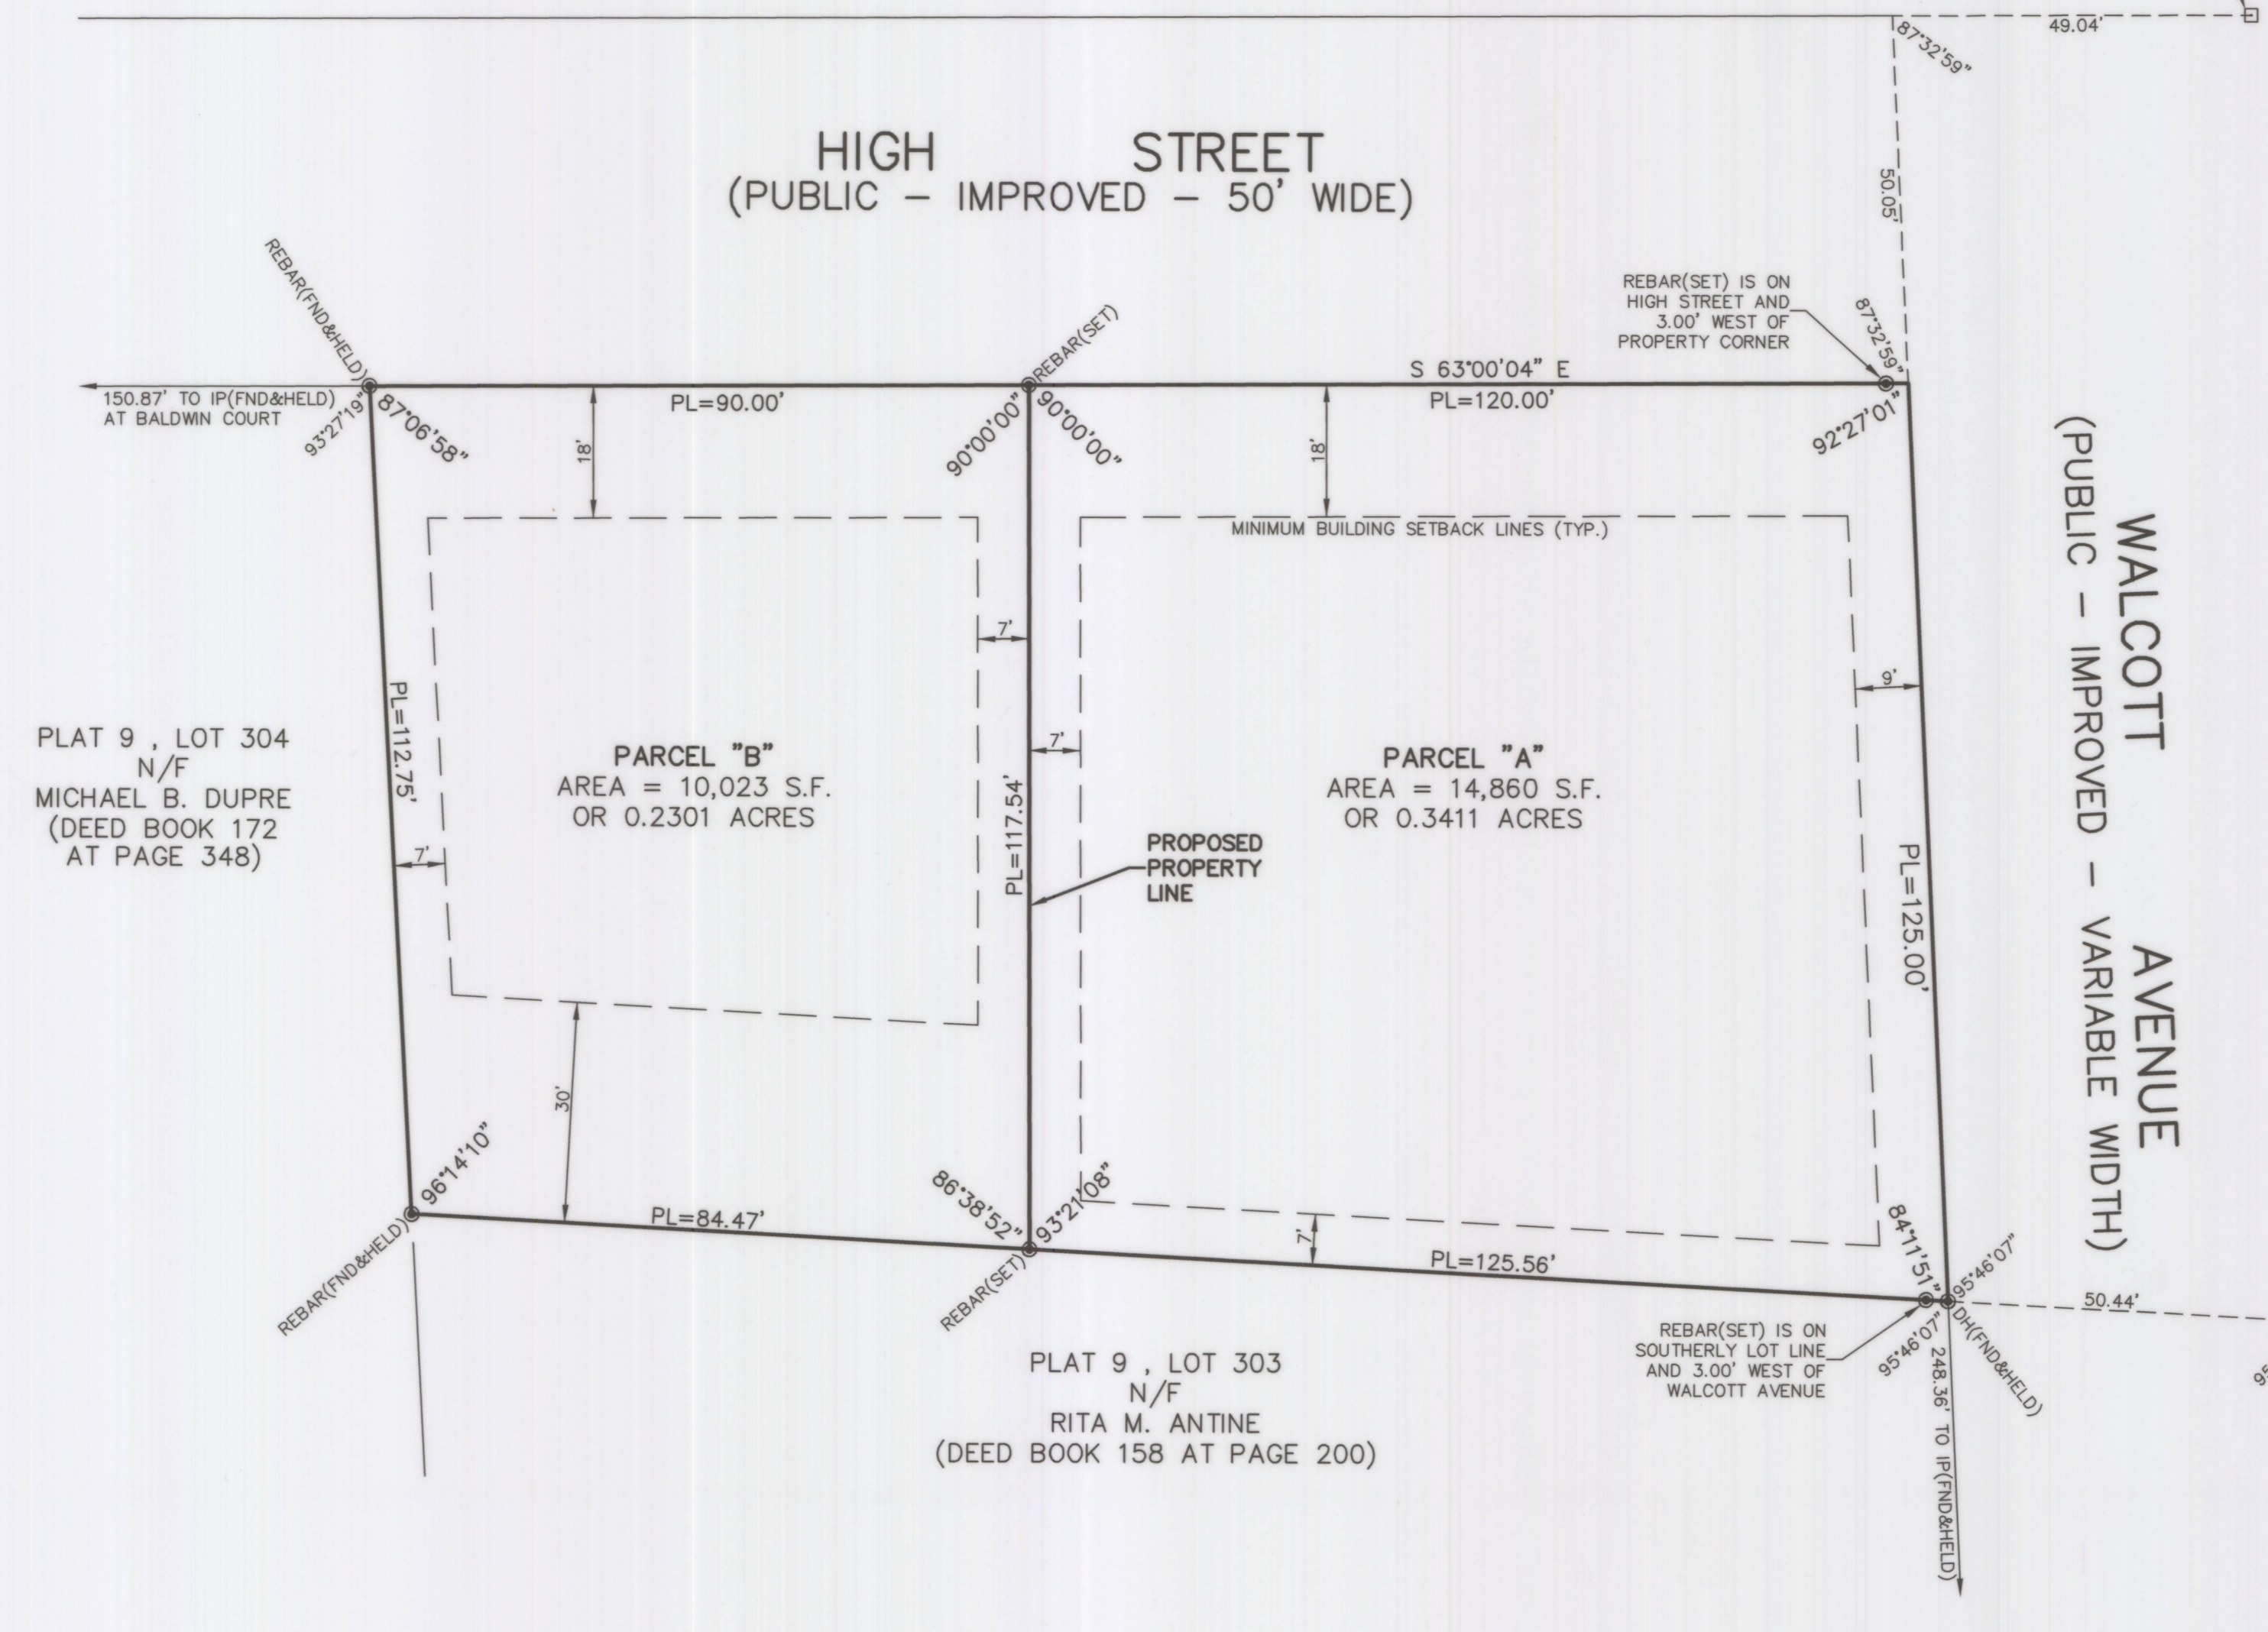 49.04'
87°32'59"
50.05'
HIGH STREET
(PUBLIC – IMPROVED – 50' WIDE)
REBAR(FND&HELD)
REBAR(SET)
REBAR(SET) IS ON
HIGH STREET AND
3.00' WEST OF
PROPERTY CORNER
87°32'59"
S 63°00'04" E
150.87' TO IP(FND&HELD)
AT BALDWIN COURT
93°27'19"
87°06'58"
PL=90.00'
90°00'00"
90°00'00"
PL=120.00'
92°27'01"
18'
18'
MINIMUM BUILDING SETBACK LINES (TYP.)
WALCOTT AVENUE
(PUBLIC – IMPROVED – VARIABLE WIDTH)
7'
9'
PL=112.75'
7'
PLAT 9 , LOT 304
N/F
MICHAEL B. DUPRE
(DEED BOOK 172
AT PAGE 348)
PARCEL "B"
AREA = 10,023 S.F.
OR 0.2301 ACRES
PARCEL "A"
AREA = 14,860 S.F.
OR 0.3411 ACRES
PL=117.54'
7'
PROPOSED
PROPERTY
LINE
PL=125.00'
30'
96°14'10"
86°38'52"
93°21'08"
PL=84.47'
REBAR(FND&HELD)
REBAR(SET)
7'
PL=125.56'
84°11'51"
95°46'07"
50.44'
REBAR(SET) IS ON
SOUTHERLY LOT LINE
AND 3.00' WEST OF
WALCOTT AVENUE
95°46'07"
DH(FND&HELD)
248.36' TO IP(FND&HELD)
PLAT 9 , LOT 303
N/F
RITA M. ANTINE
(DEED BOOK 158 AT PAGE 200)